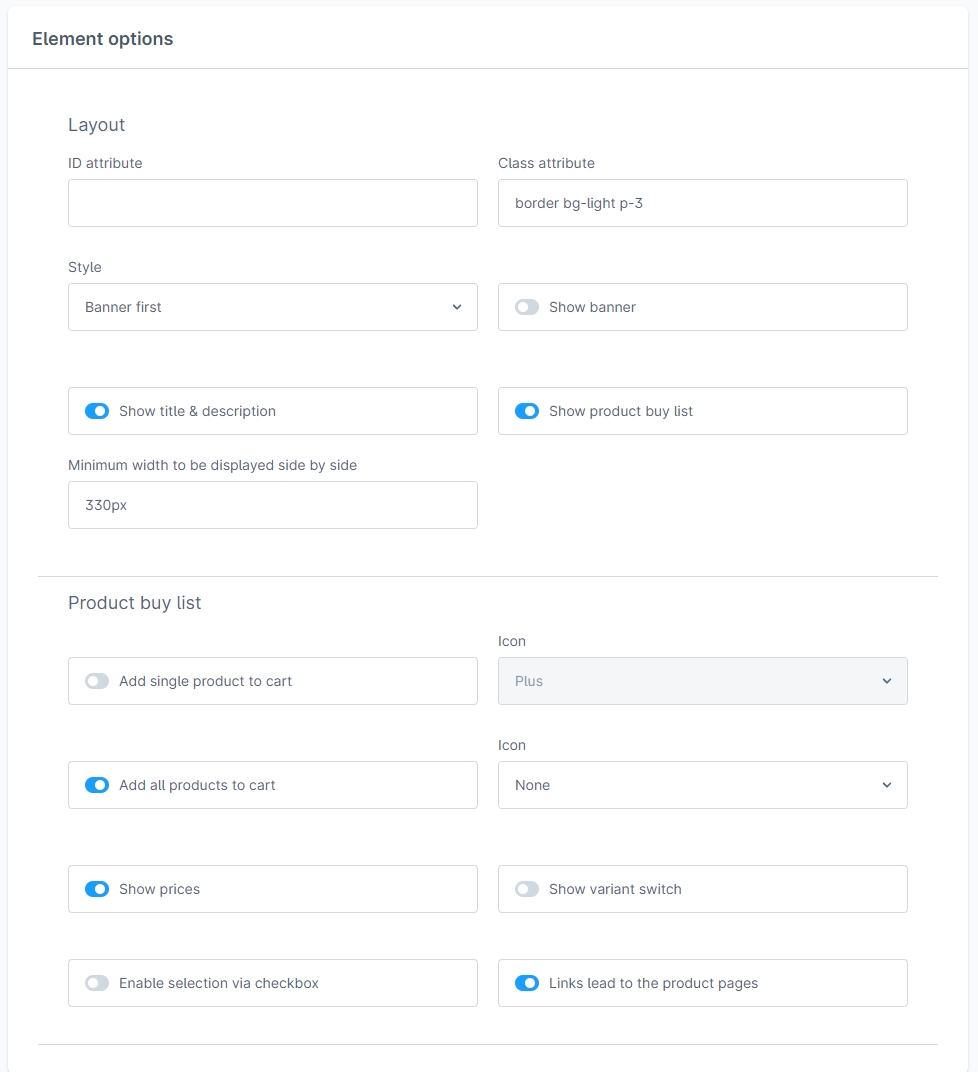 Element options
Layout
ID attribute
Class attribute
border bg-light p-3
Style
Banner first
Show banner
Show title & description
Show product buy list
Minimum width to be displayed side by side
330px
Product buy list
Icon
Add single product to cart
Plus
Icon
Add all products to cart
None
Show prices
Show variant switch
Enable selection via checkbox
Links lead to the product pages